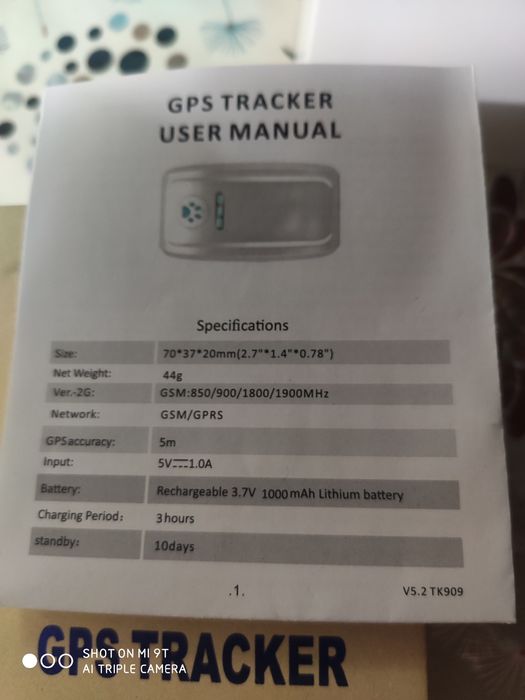 GPS TRACKER
USER MANUAL
Specifications
Size: 70*37*20mm(2.7"*1.4"*0.78")
Net Weight: 44g
Ver.-2G: GSM:850/900/1800/1900MHz
Network: GSM/GPRS
GPS accuracy: 5m
Input: 5V⎓1.0A
Battery: Rechargeable 3.7V 1000mAh Lithium battery
Charging Period: 3hours
standby: 10days
.1.
V5.2 TK909
GPS TRACKER
SHOT ON MI 9T
AI TRIPLE CAMERA